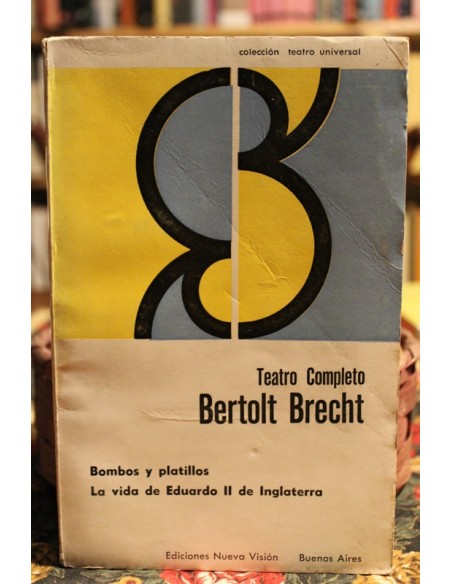 colección teatro universal
Teatro Completo
Bertolt Brecht
Bombos y platillos
La vida de Eduardo II de Inglaterra
Ediciones Nueva Visión Buenos Aires